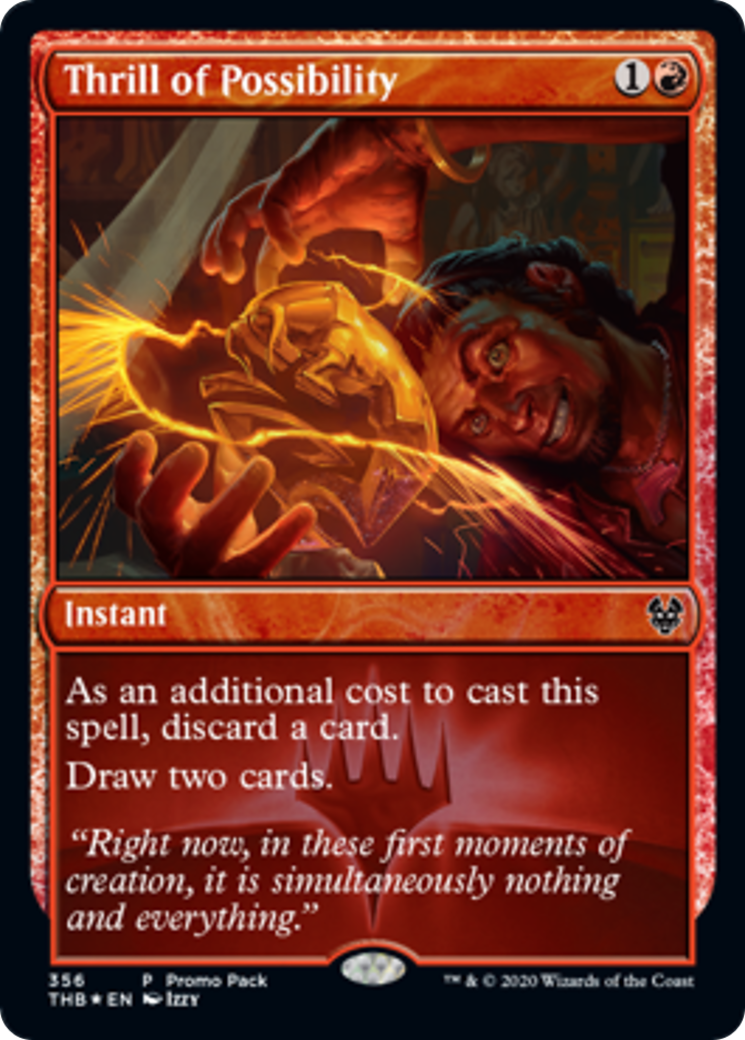 Thrill of Possibility 1
Instant
As an additional cost to cast this
spell, discard a card.
Draw two cards.
“Right now, in these first moments of
creation, it is simultaneously nothing
and everything.”
356 P Promo Pack
THB★EN Izzy
™ & © 2020 Wizards of the Coast